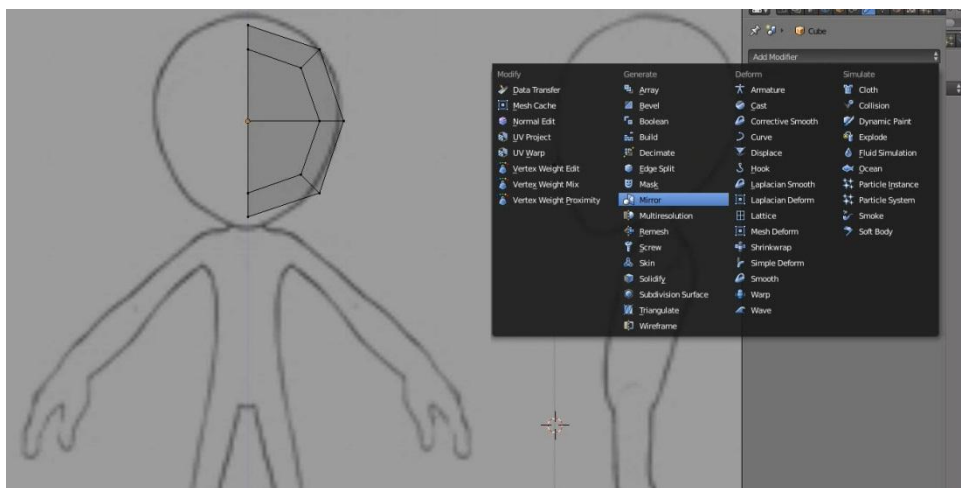 Cube
Add Modifier
Modify
Data Transfer
Mesh Cache
Normal Edit
UV Project
UV Warp
Vertex Weight Edit
Vertex Weight Mix
Vertex Weight Proximity
Generate
Array
Bevel
Boolean
Build
Decimate
Edge Split
Mask
Mirror
Multiresolution
Remesh
Screw
Skin
Solidify
Subdivision Surface
Triangulate
Wireframe
Deform
Armature
Cast
Corrective Smooth
Curve
Displace
Hook
Laplacian Smooth
Laplacian Deform
Lattice
Mesh Deform
Shrinkwrap
Simple Deform
Smooth
Warp
Wave
Simulate
Cloth
Collision
Dynamic Paint
Explode
Fluid Simulation
Ocean
Particle Instance
Particle System
Smoke
Soft Body